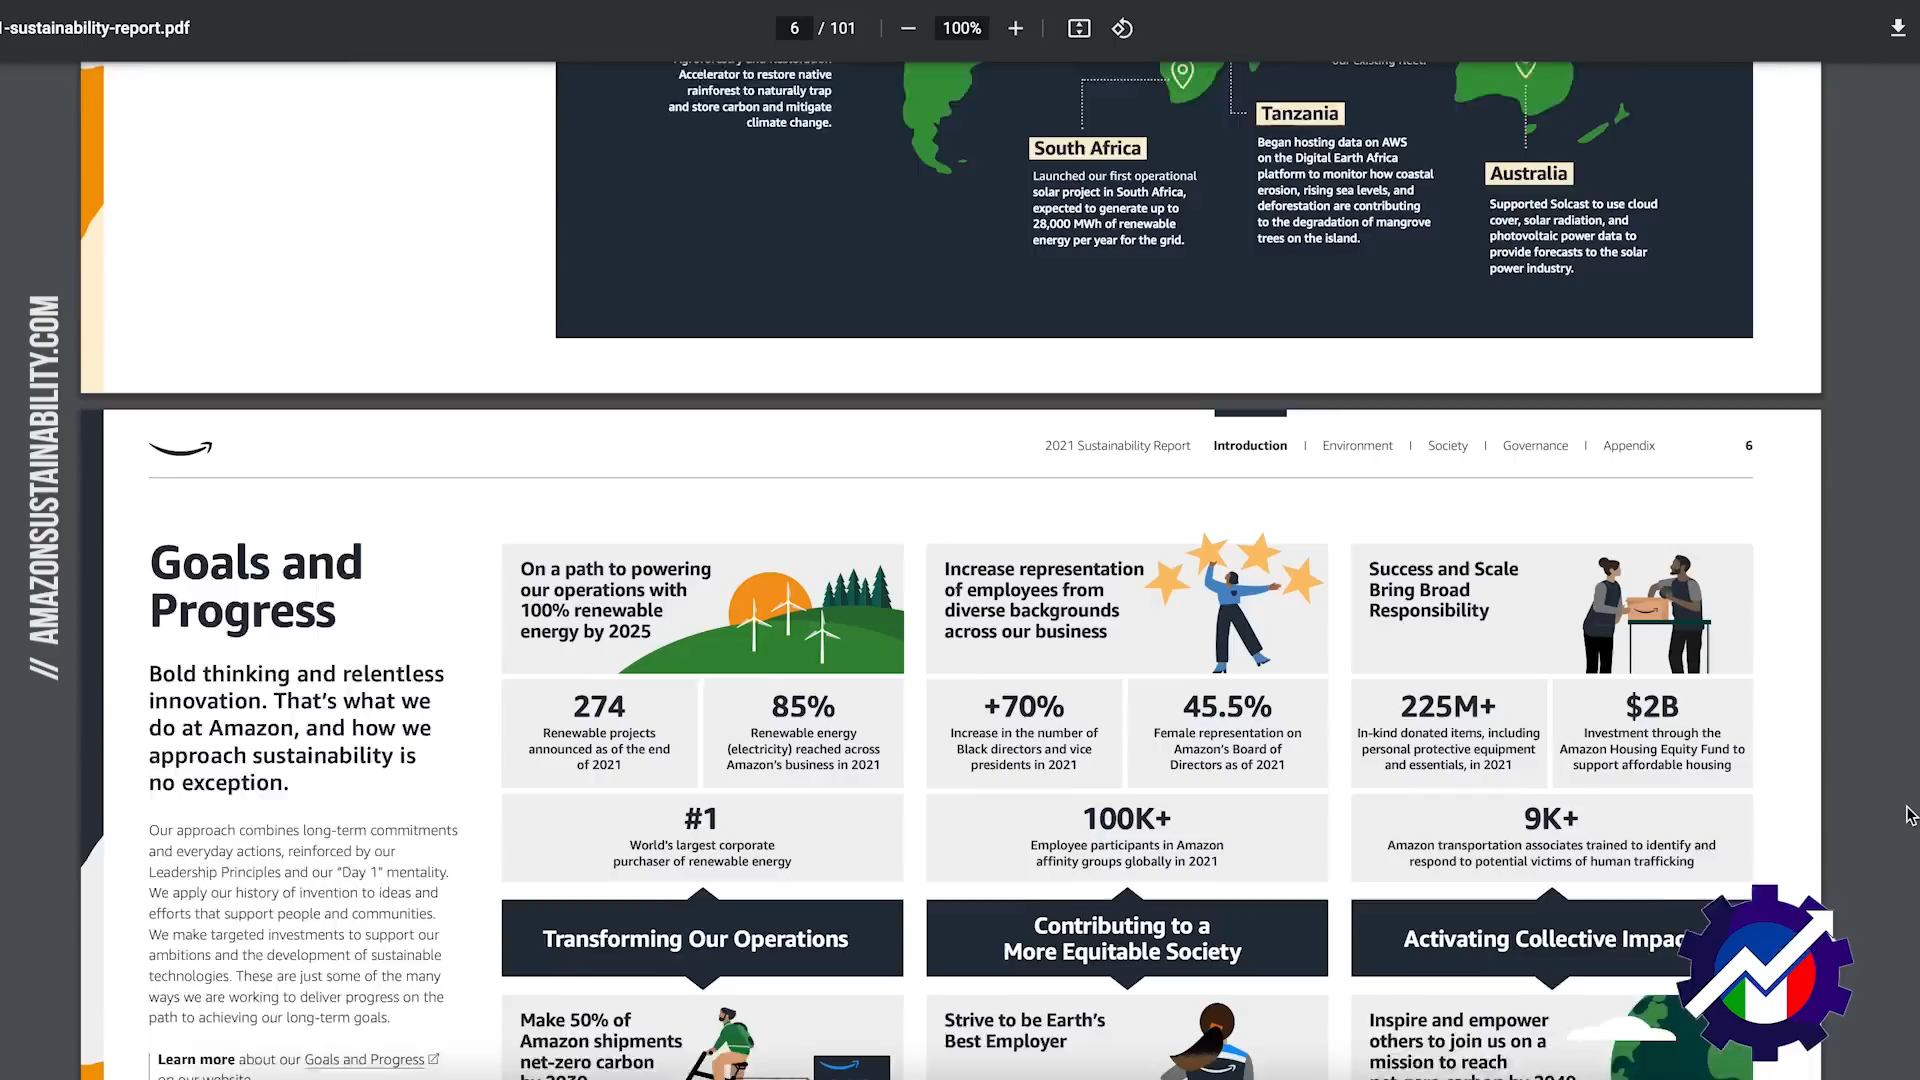 l-sustainability-report.pdf
6 / 101
100%
Accelerator to restore native
rainforest to naturally trap
and store carbon and mitigate
climate change.
South Africa
Launched our first operational
solar project in South Africa,
expected to generate up to
28,000 MWh of renewable
energy per year for the grid.
Tanzania
Began hosting data on AWS
on the Digital Earth Africa
platform to monitor how coastal
erosion, rising sea levels, and
deforestation are contributing
to the degradation of mangrove
trees on the island.
Australia
Supported Solcast to use cloud
cover, solar radiation, and
photovoltaic power data to
provide forecasts to the solar
power industry.
// AMAZONSUSTAINABILITY.COM
2021 Sustainability Report Introduction | Environment | Society | Governance | Appendix 6
Goals and
Progress
Bold thinking and relentless
innovation. That's what we
do at Amazon, and how we
approach sustainability is
no exception.
Our approach combines long-term commitments
and everyday actions, reinforced by our
Leadership Principles and our "Day 1" mentality.
We apply our history of invention to ideas and
efforts that support people and communities.
We make targeted investments to support our
ambitions and the development of sustainable
technologies. These are just some of the many
ways we are working to deliver progress on the
path to achieving our long-term goals.
Learn more about our Goals and Progress
on our website
On a path to powering
our operations with
100% renewable
energy by 2025
274
Renewable projects
announced as of the end
of 2021
85%
Renewable energy
(electricity) reached across
Amazon's business in 2021
#1
World's largest corporate
purchaser of renewable energy
Transforming Our Operations
Make 50% of
Amazon shipments
net-zero carbon
by 2030
Increase representation
of employees from
diverse backgrounds
across our business
+70%
Increase in the number of
Black directors and vice
presidents in 2021
45.5%
Female representation on
Amazon's Board of
Directors as of 2021
100K+
Employee participants in Amazon
affinity groups globally in 2021
Contributing to a
More Equitable Society
Strive to be Earth's
Best Employer
Success and Scale
Bring Broad
Responsibility
225M+
In-kind donated items, including
personal protective equipment
and essentials, in 2021
$2B
Investment through the
Amazon Housing Equity Fund to
support affordable housing
9K+
Amazon transportation associates trained to identify and
respond to potential victims of human trafficking
Activating Collective Impac
Inspire and empower
others to join us on a
mission to reach
net-zero carbon by 2040